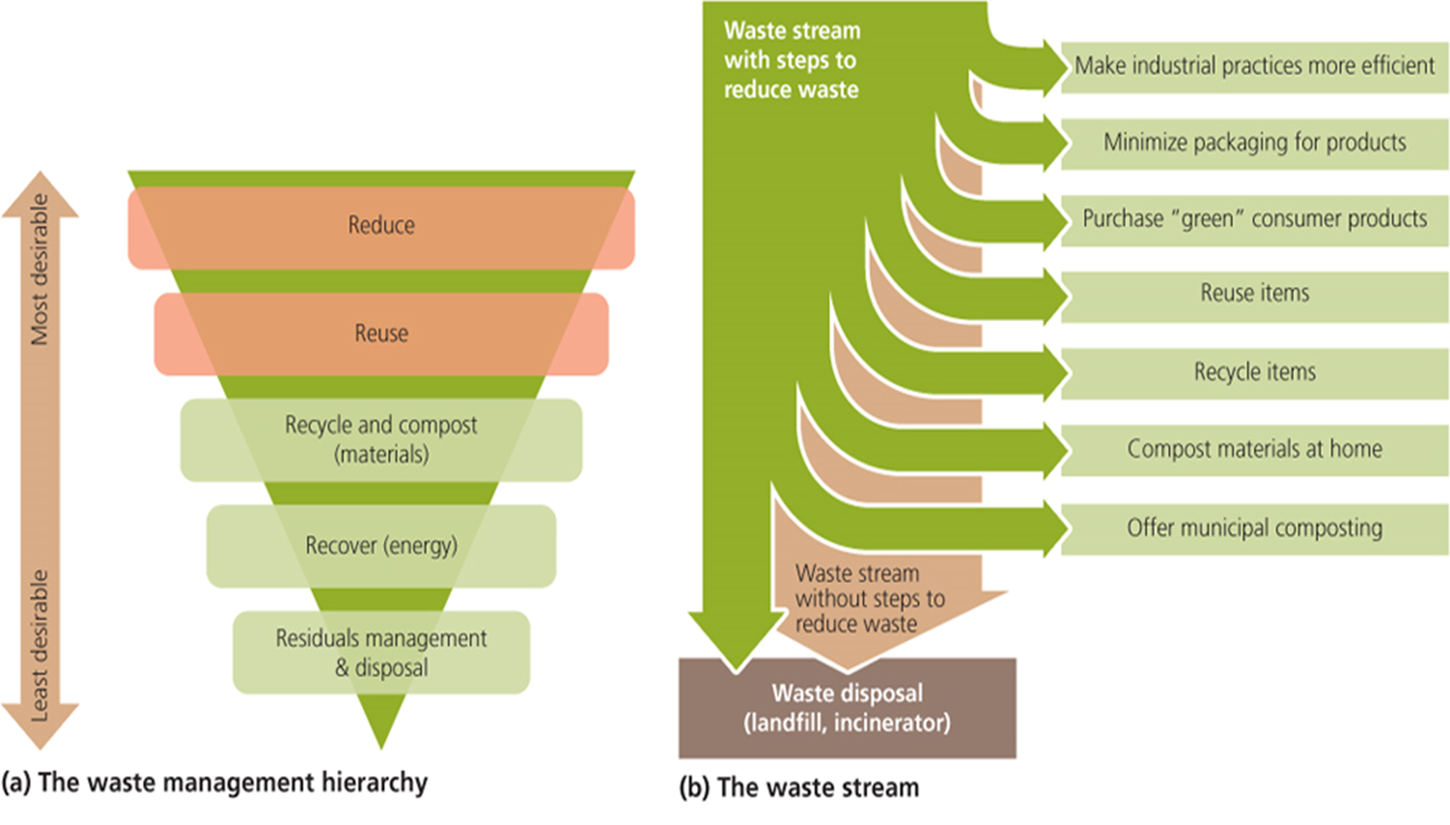 Most desirable
Least desirable
Reduce
Reuse
Recycle and compost
(materials)
Recover (energy)
Residuals management
& disposal
(a) The waste management hierarchy
Waste stream
with steps to
reduce waste
Make industrial practices more efficient
Minimize packaging for products
Purchase “green” consumer products
Reuse items
Recycle items
Compost materials at home
Offer municipal composting
Waste stream
without steps to
reduce waste
Waste disposal
(landfill, incinerator)
(b) The waste stream